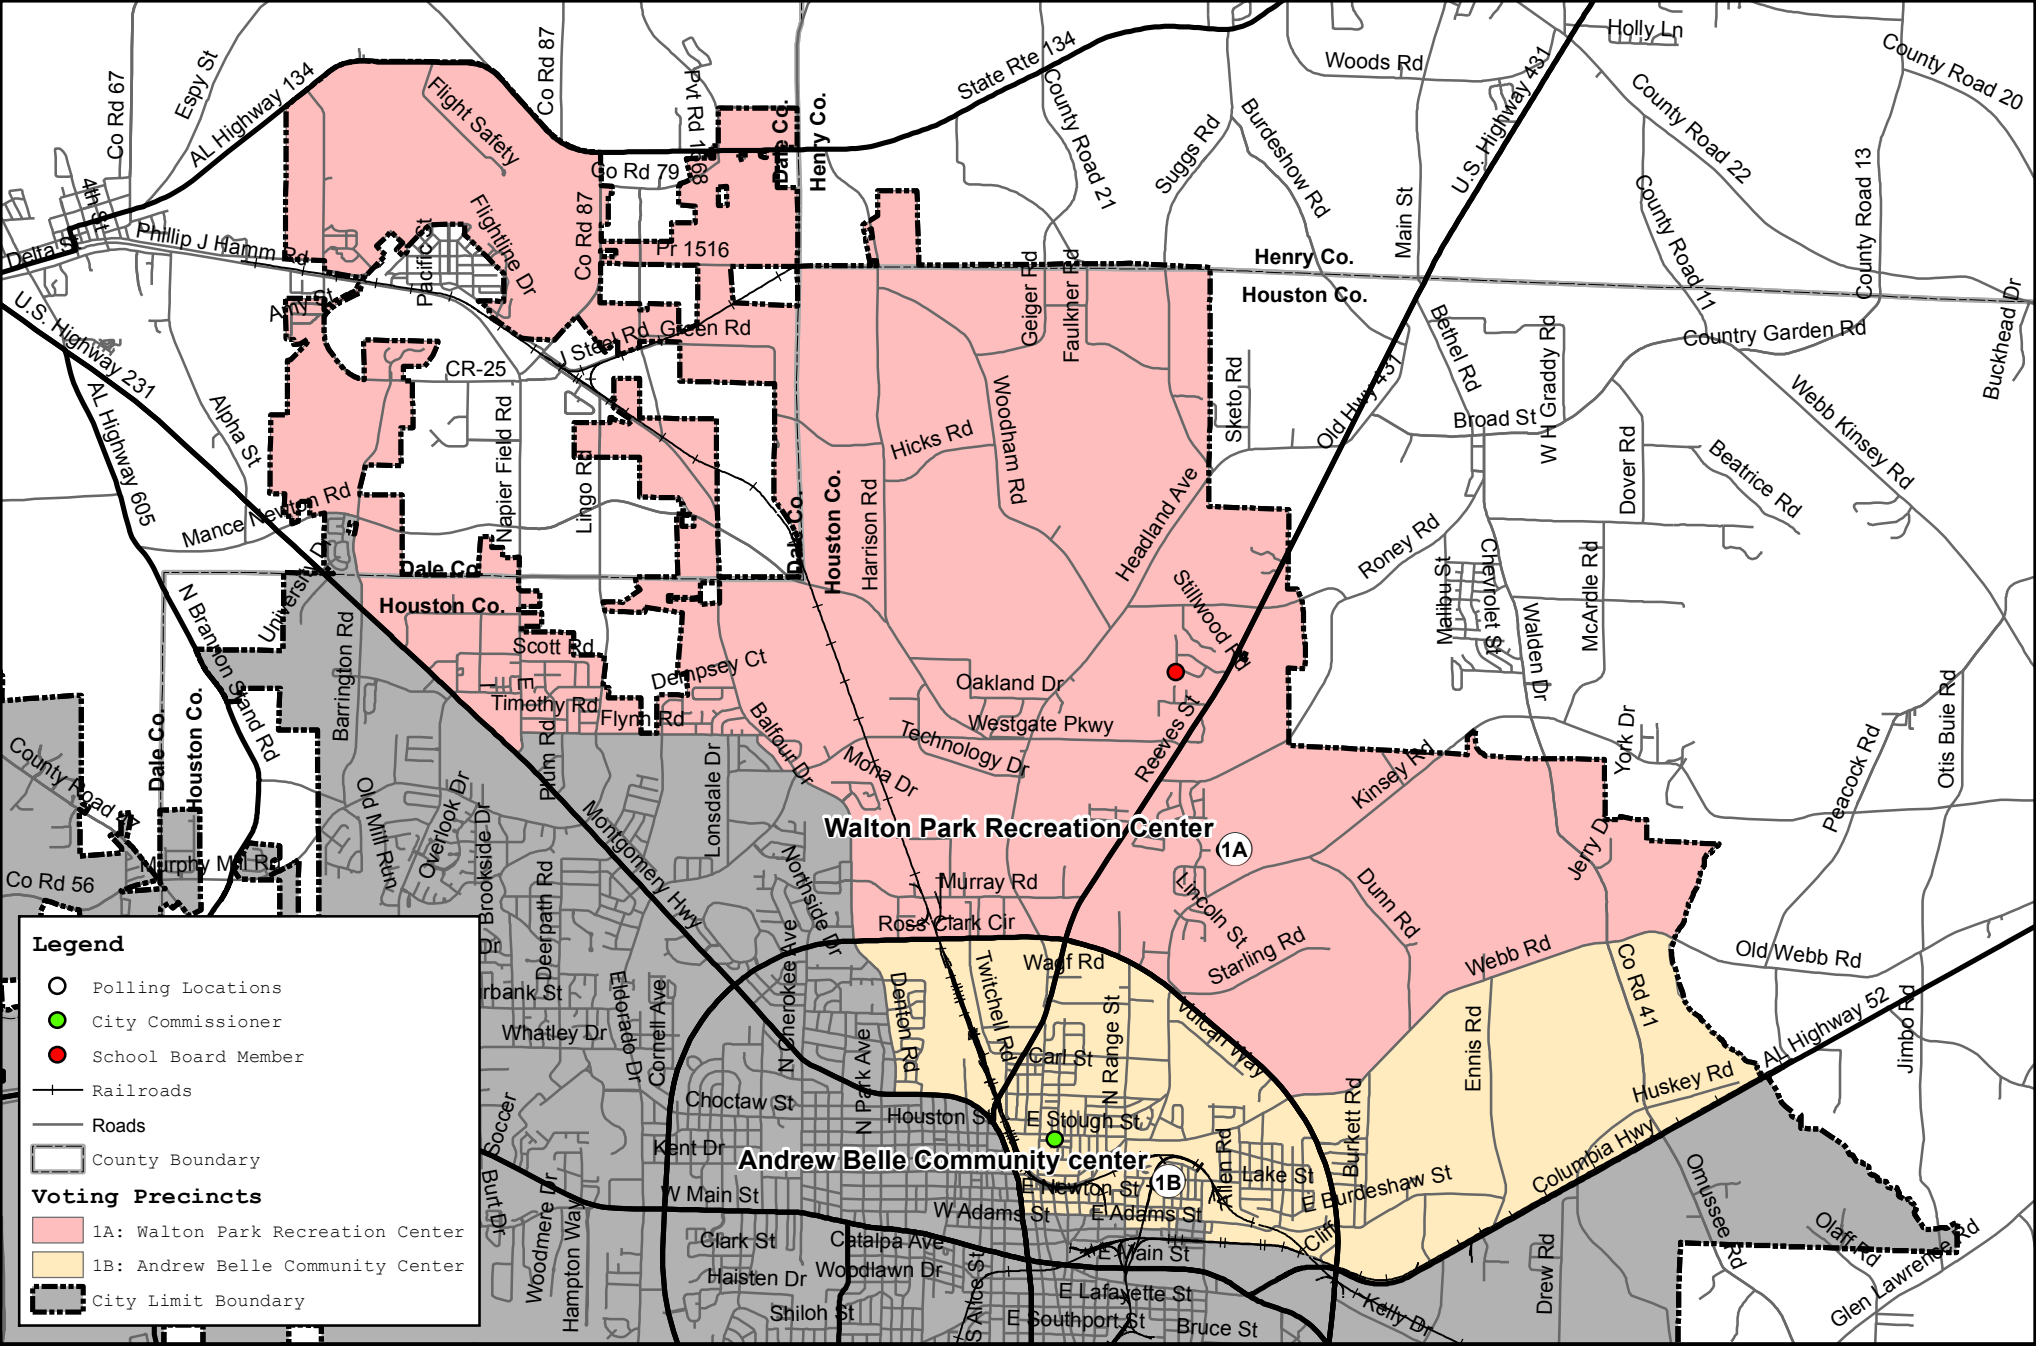 Holly Ln
Woods Rd
County Road 20
State Rte 134
Co Rd 87
Espy St
Co Rd 67
AL Highway 134
Flight Safety
Pvt Rd 1668
Dale Co.
Henry Co.
County Road 21
Suggs Rd
Burdeshow Rd
U.S. Highway 431
County Road 22
County Road 13
Co Rd 79
4th St
Delta St
Phillip J Hamm Rd
Pacific St
Flightline Dr
Co Rd 87
Pr 1516
Main St
County Road 11
Henry Co.
Houston Co.
Geiger Rd
Faulkner Rd
Buckhead Dr
Amy St
U.S. Highway 231
J Steel Rd
Green Rd
Country Garden Rd
Bethel Rd
W H Graddy Rd
CR-25
AL Highway 605
Alpha St
Napier Field Rd
Lingo Rd
Woodham Rd
Hicks Rd
Sketo Rd
Old Hwy 431
Broad St
Webb Kinsey Rd
Dover Rd
Beatrice Rd
Mance Newton Rd
Dale Co.
Houston Co.
Harrison Rd
Headland Ave
Roney Rd
Malibu St
Chevrolet St
McArdle Rd
Walden Dr
University Dr
Dale Co.
Houston Co.
Stillwood Rd
N Brannon Stand Rd
Barrington Rd
Scott Rd
E
Timothy Rd
Flynn Rd
Dempsey Ct
Oakland Dr
Westgate Pkwy
Technology Dr
Reeves St
Balfour Dr
Mona Dr
Kinsey Rd
York Dr
Peacock Rd
Otis Buie Rd
Dale Co.
Houston Co.
Plum Rd
Lonsdale Dr
Old Mill Run
Overlook Dr
Brookside Dr
Montgomery Hwy
Walton Park Recreation Center
1A
Murphy Mill Rd
Co Rd 56
Deerpath Rd
Northside Dr
Murray Rd
Ross Clark Cir
Lincoln St
Starling Rd
Dunn Rd
Webb Rd
Old Webb Rd
Co Rd 41
AL Highway 52
Jimbo Rd
Dr
Whatley Dr
Eldorado Dr
Cornell Ave
N Cherokee Ave
N Park Ave
Denton Rd
Twitchell Rd
Wagf Rd
N Range St
Vulcan Way
Carl St
Ennis Rd
Burkett Rd
Huskey Rd
Columbia Hwy
Choctaw St
Houston St
E Stough St
Soccer
Kent Dr
Andrew Belle Community center
1B
Allen Rd
Lake St
E Newton St
E Burdeshaw St
Burt Dr
Woodmere Dr
Hampton Way
W Main St
W Adams St
E Adams St
Clark St
Catalpa Ave
E Main St
Cliff
Haisten Dr
Woodlawn Dr
S Alice St
E Lafayette St
Shiloh St
E Southport St
Bruce St
Kelly Dr
Drew Rd
Omussee Rd
Olaff Rd
Glen Lawrence Rd
Legend
Polling Locations
City Commissioner
School Board Member
Railroads
Roads
County Boundary
Voting Precincts
1A: Walton Park Recreation Center
1B: Andrew Belle Community Center
City Limit Boundary